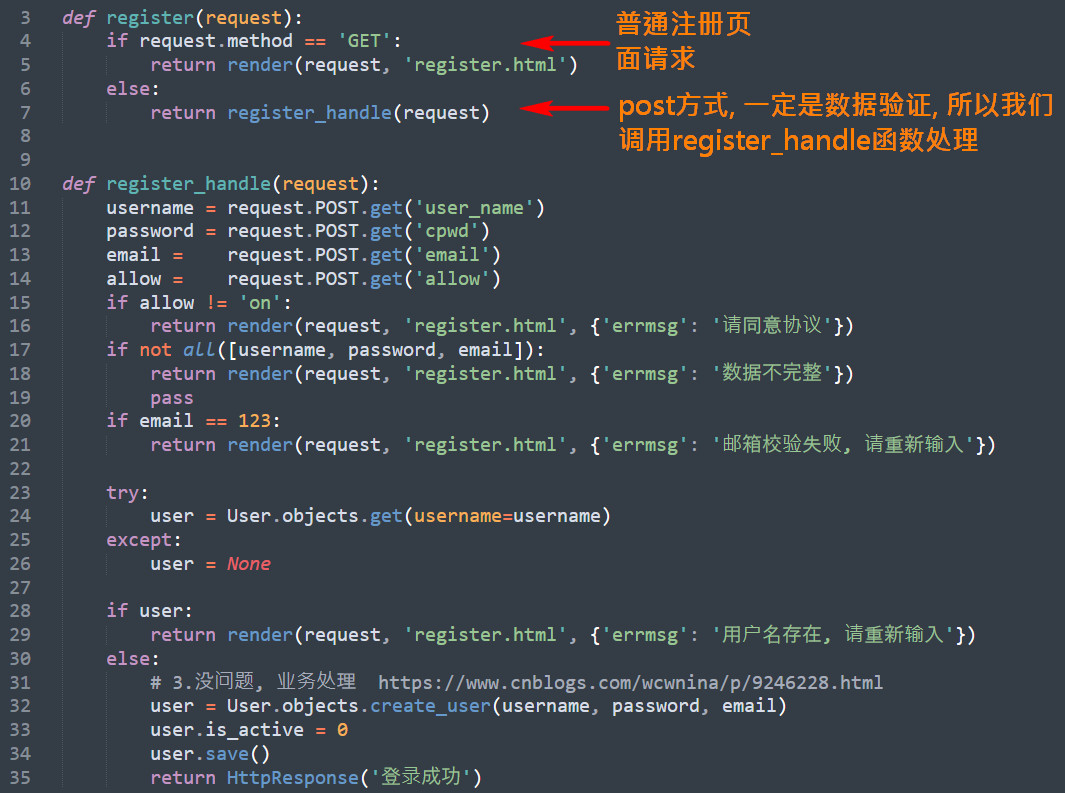 3 def register(request):
4     if request.method == 'GET':
5         return render(request, 'register.html')
6     else:
7         return register_handle(request)
8
9
10 def register_handle(request):
11     username = request.POST.get('user_name')
12     password = request.POST.get('cpwd')
13     email =    request.POST.get('email')
14     allow =    request.POST.get('allow')
15     if allow != 'on':
16         return render(request, 'register.html', {'errmsg': '请同意协议'})
17     if not all([username, password, email]):
18         return render(request, 'register.html', {'errmsg': '数据不完整'})
19         pass
20     if email == 123:
21         return render(request, 'register.html', {'errmsg': '邮箱校验失败, 请重新输入'})
22
23     try:
24         user = User.objects.get(username=username)
25     except:
26         user = None
27
28     if user:
29         return render(request, 'register.html', {'errmsg': '用户名存在, 请重新输入'})
30     else:
31         # 3.没问题, 业务处理  https://www.cnblogs.com/wcwnina/p/9246228.html
32         user = User.objects.create_user(username, password, email)
33         user.is_active = 0
34         user.save()
35         return HttpResponse('登录成功')
普通注册页
面请求
post方式, 一定是数据验证, 所以我们
调用register_handle函数处理